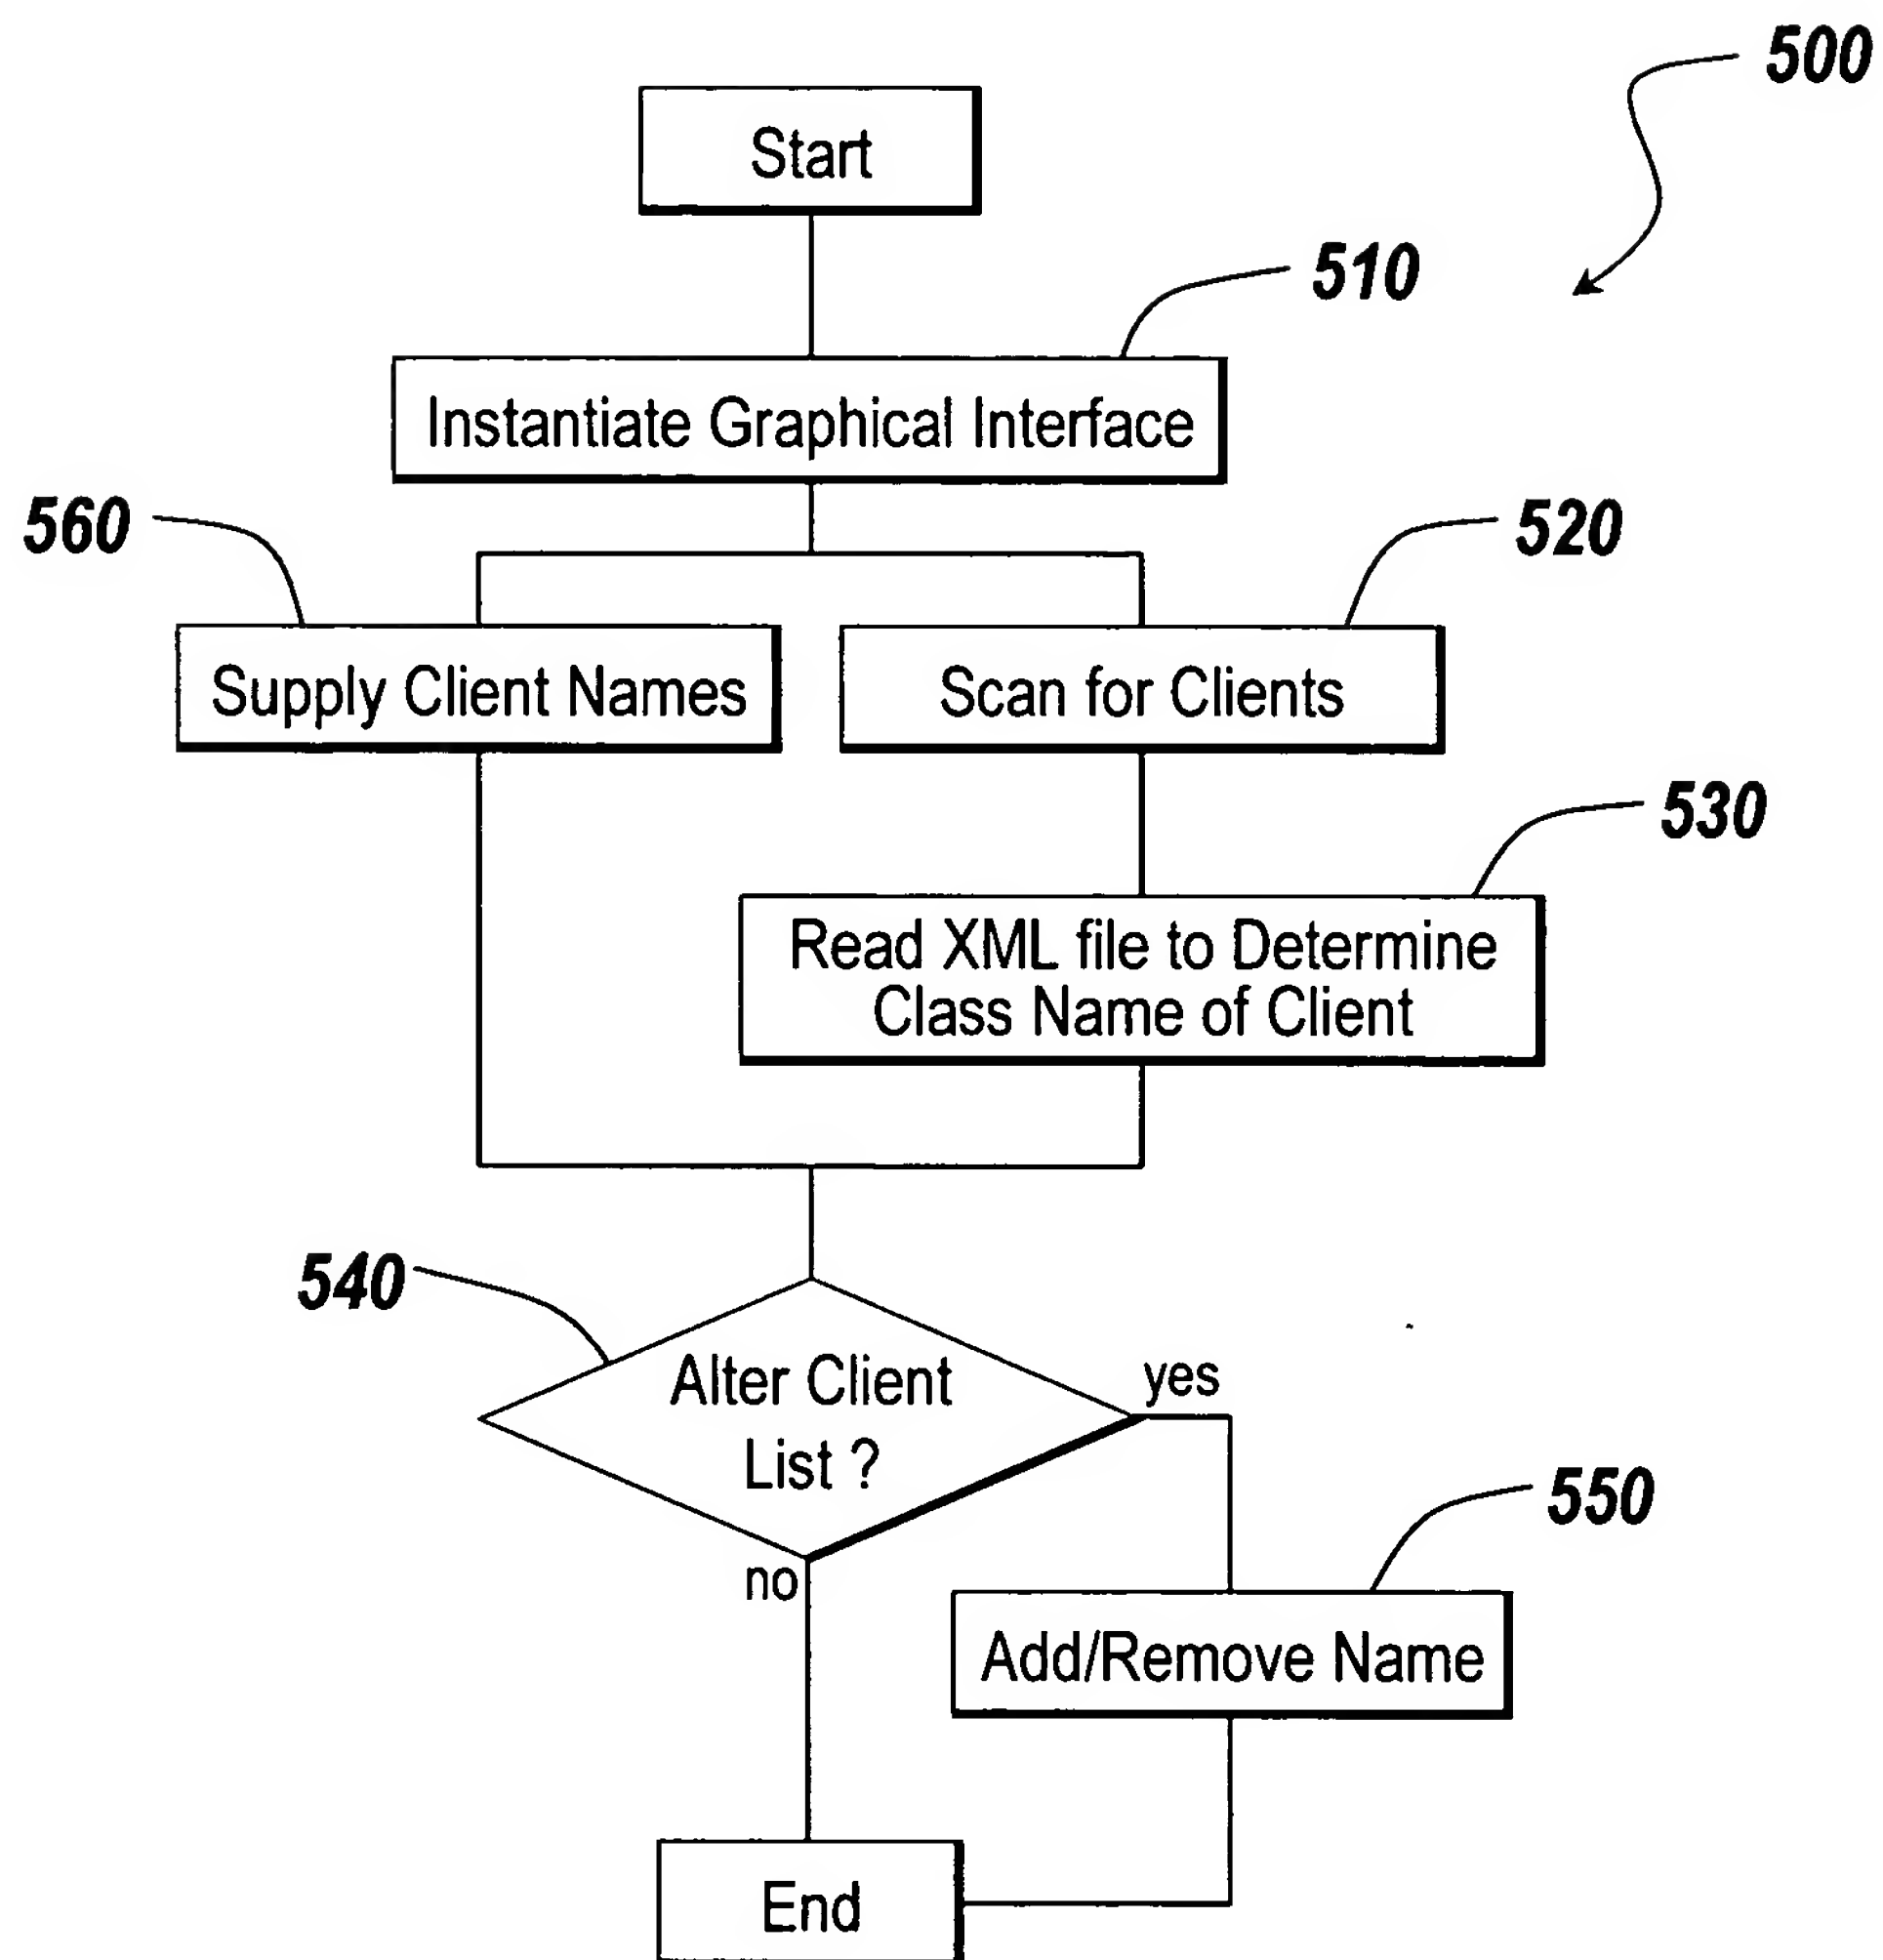 500
Start
510
Instantiate Graphical Interface
560
520
Supply Client Names
Scan for Clients
530
Read XML file to Determine
Class Name of Client
540
Alter Client
List ?
yes
550
no
Add/Remove Name
End